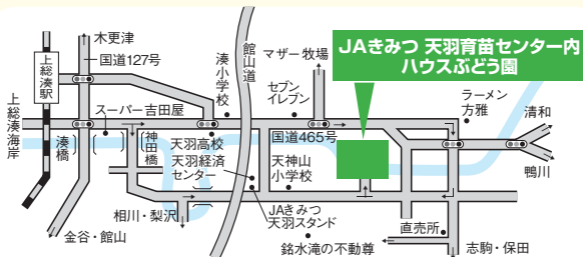 木更津
国道127号
上総湊駅
上総湊海岸
スーパー吉田屋
湊橋
神田橋
湊小学校
館山道
マザー牧場
セブン
イレブン
JAきみつ 天羽育苗センター内
ハウスぶどう園
ラーメン
方雅
清和
鴨川
天羽高校
天羽経済
センター
国道465号
天神山
小学校
JAきみつ
天羽スタンド
相川・梨沢
金谷・館山
銘水滝の不動尊
直売所
志駒・保田